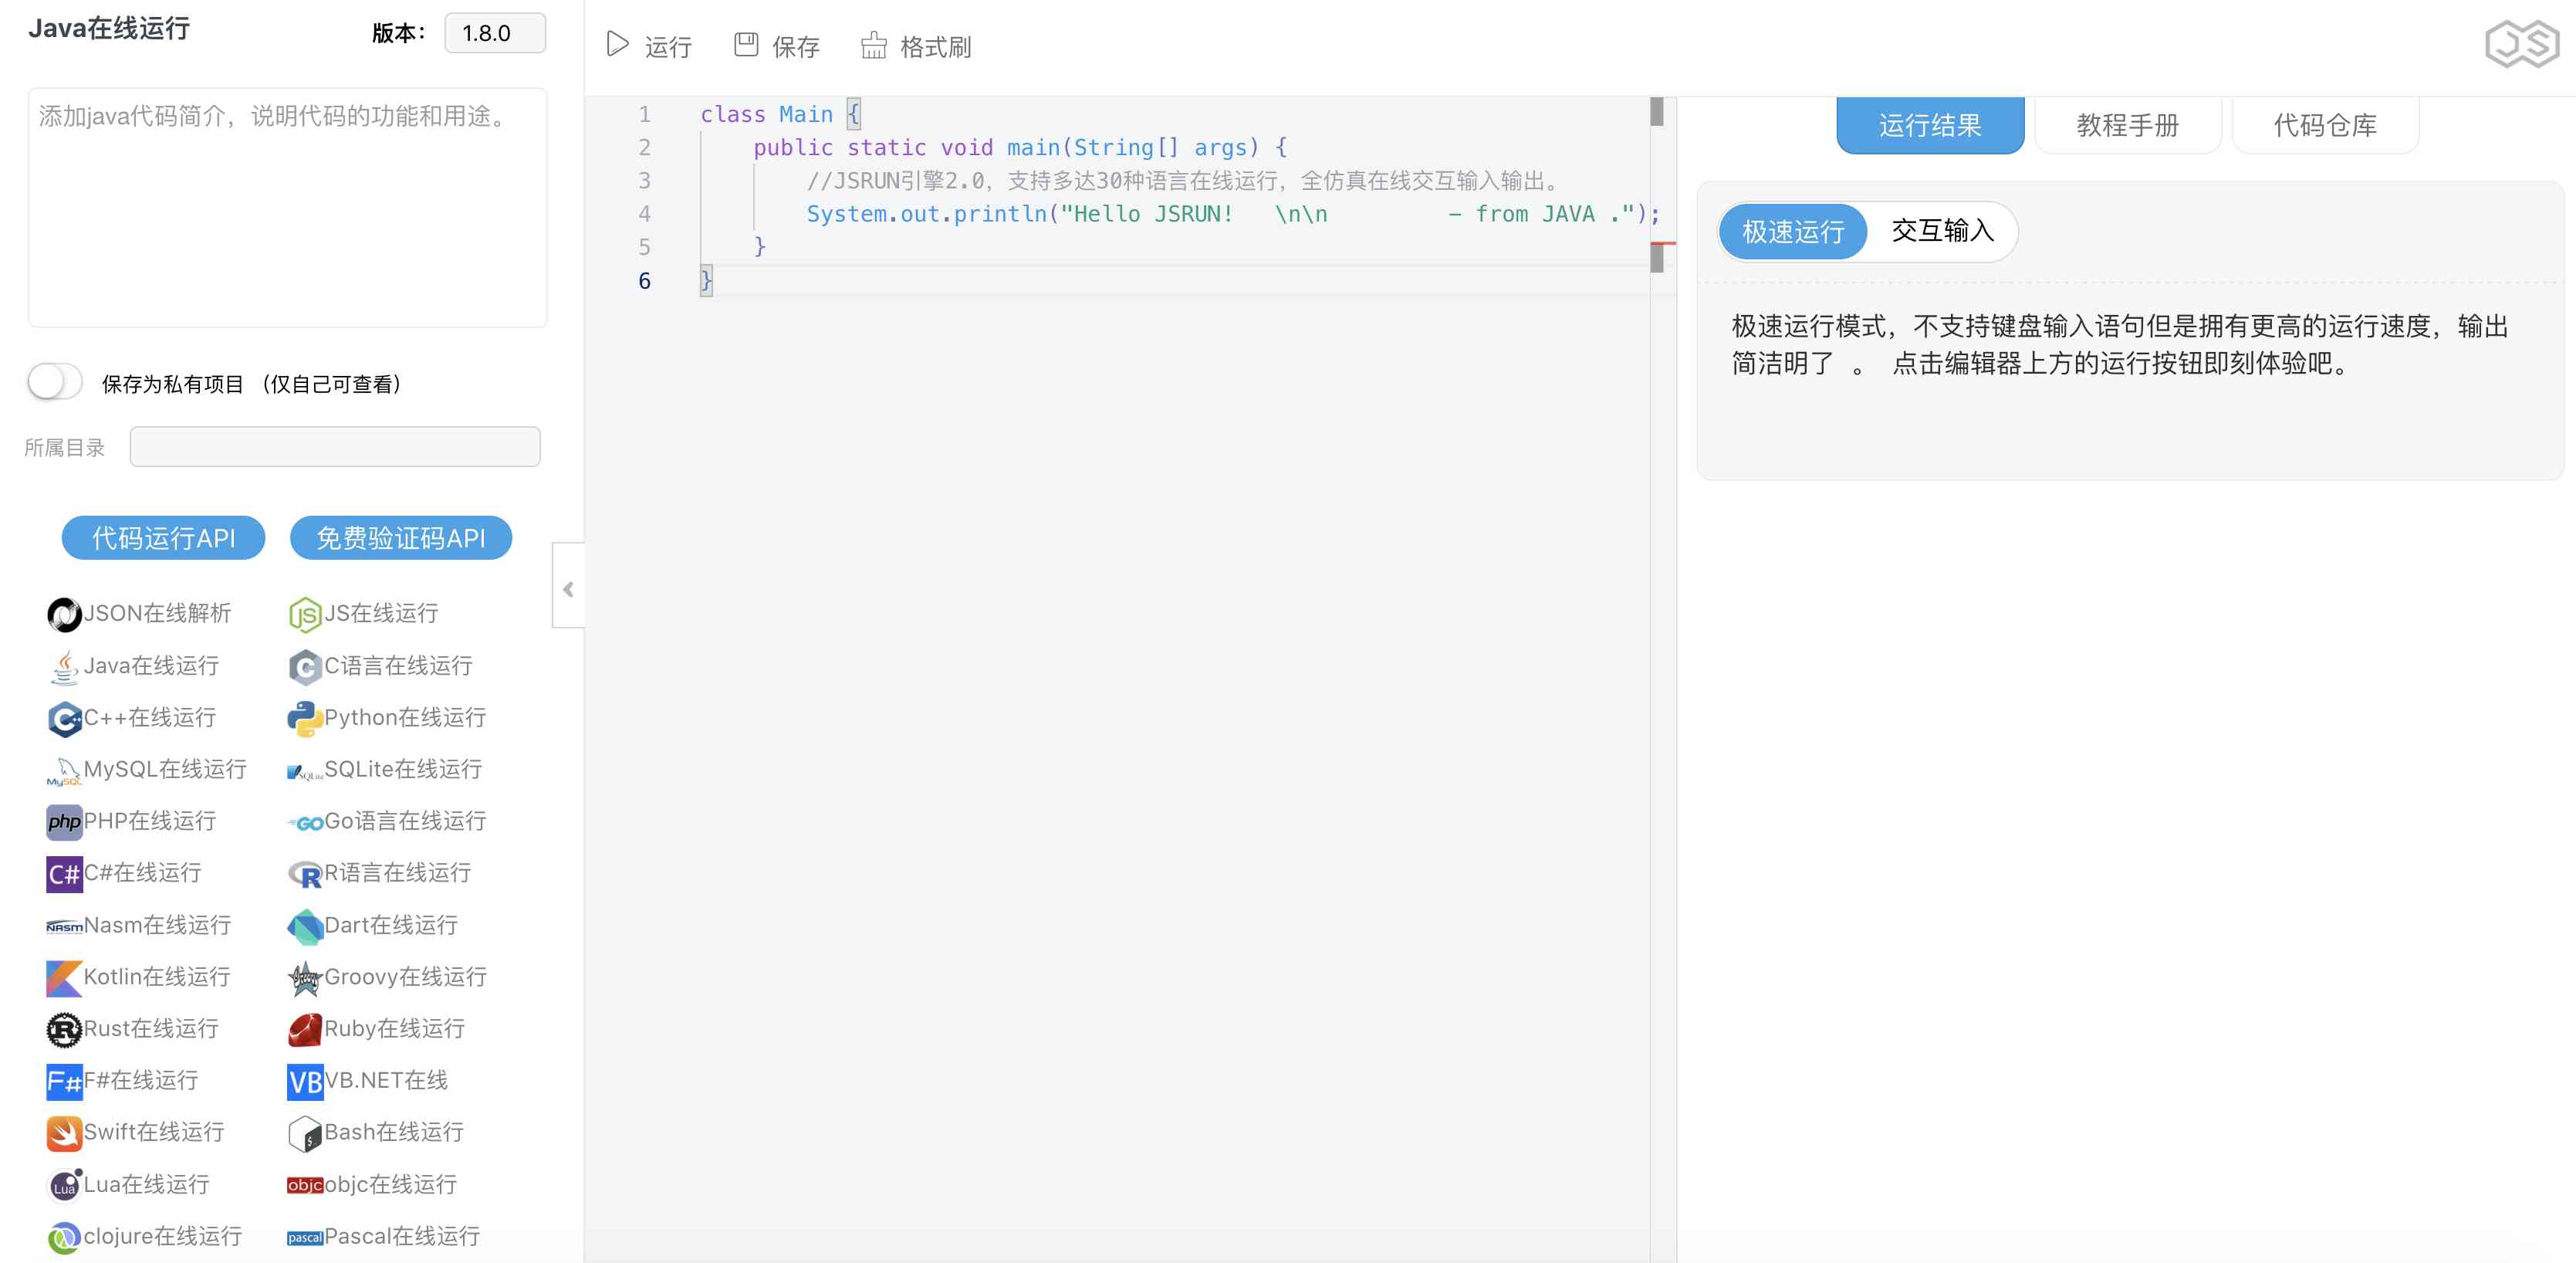 Java在线运行 版本： 1.8.0
添加java代码简介，说明代码的功能和用途。
保存为私有项目 （仅自己可查看）
所属目录
代码运行API 免费验证码API
JSON在线解析 JS在线运行
Java在线运行 C语言在线运行
C++在线运行 Python在线运行
MySQL在线运行 SQLite在线运行
PHP在线运行 Go语言在线运行
C#在线运行 R语言在线运行
Nasm在线运行 Dart在线运行
Kotlin在线运行 Groovy在线运行
Rust在线运行 Ruby在线运行
F#在线运行 VB.NET在线
Swift在线运行 Bash在线运行
Lua在线运行 objc在线运行
clojure在线运行 Pascal在线运行
运行 保存 格式刷
1 class Main {
2 public static void main(String[] args) {
3 //JSRUN引擎2.0，支持多达30种语言在线运行，全仿真在线交互输入输出。
4 System.out.println("Hello JSRUN!   \n\n         - from JAVA .");
5 }
6 }
JS
运行结果 教程手册 代码仓库
极速运行 交互输入
极速运行模式，不支持键盘输入语句但是拥有更高的运行速度，输出
简洁明了 。 点击编辑器上方的运行按钮即刻体验吧。